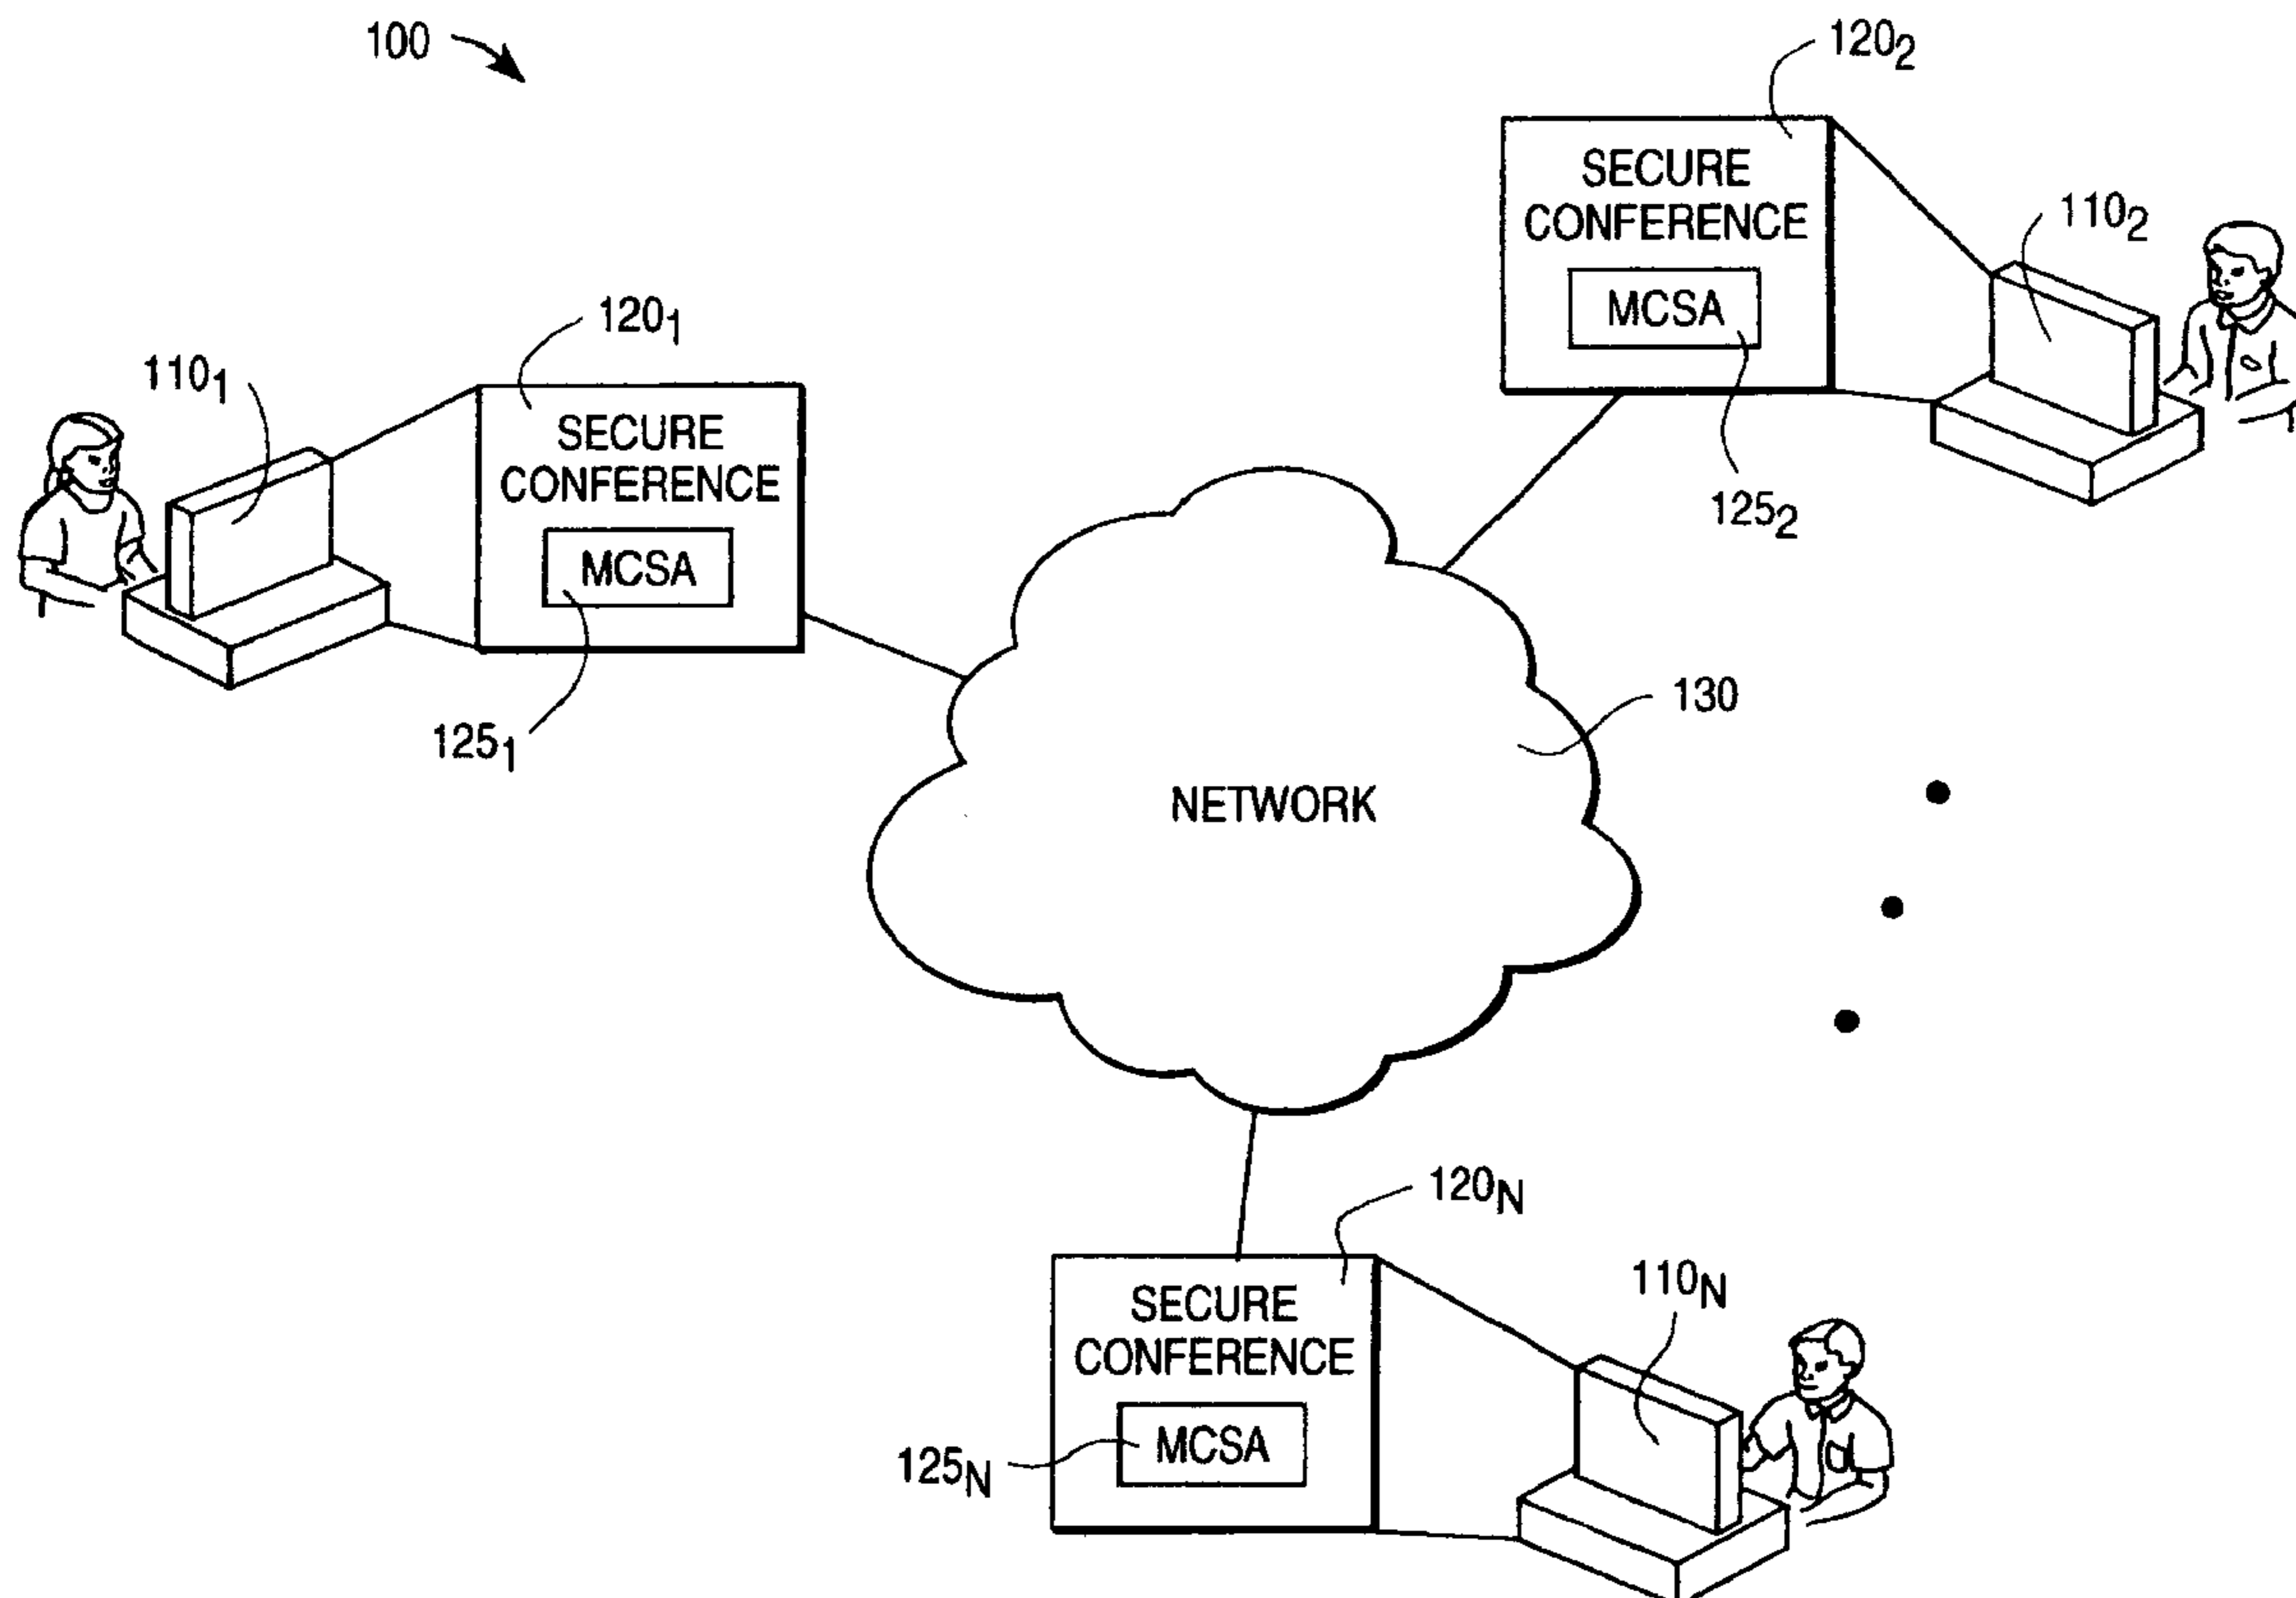 100
120₂
SECURE
CONFERENCE
MCSA
110₂
125₂
120₁
110₁
SECURE
CONFERENCE
MCSA
125₁
130
NETWORK
120N
SECURE
CONFERENCE
MCSA
110N
125N